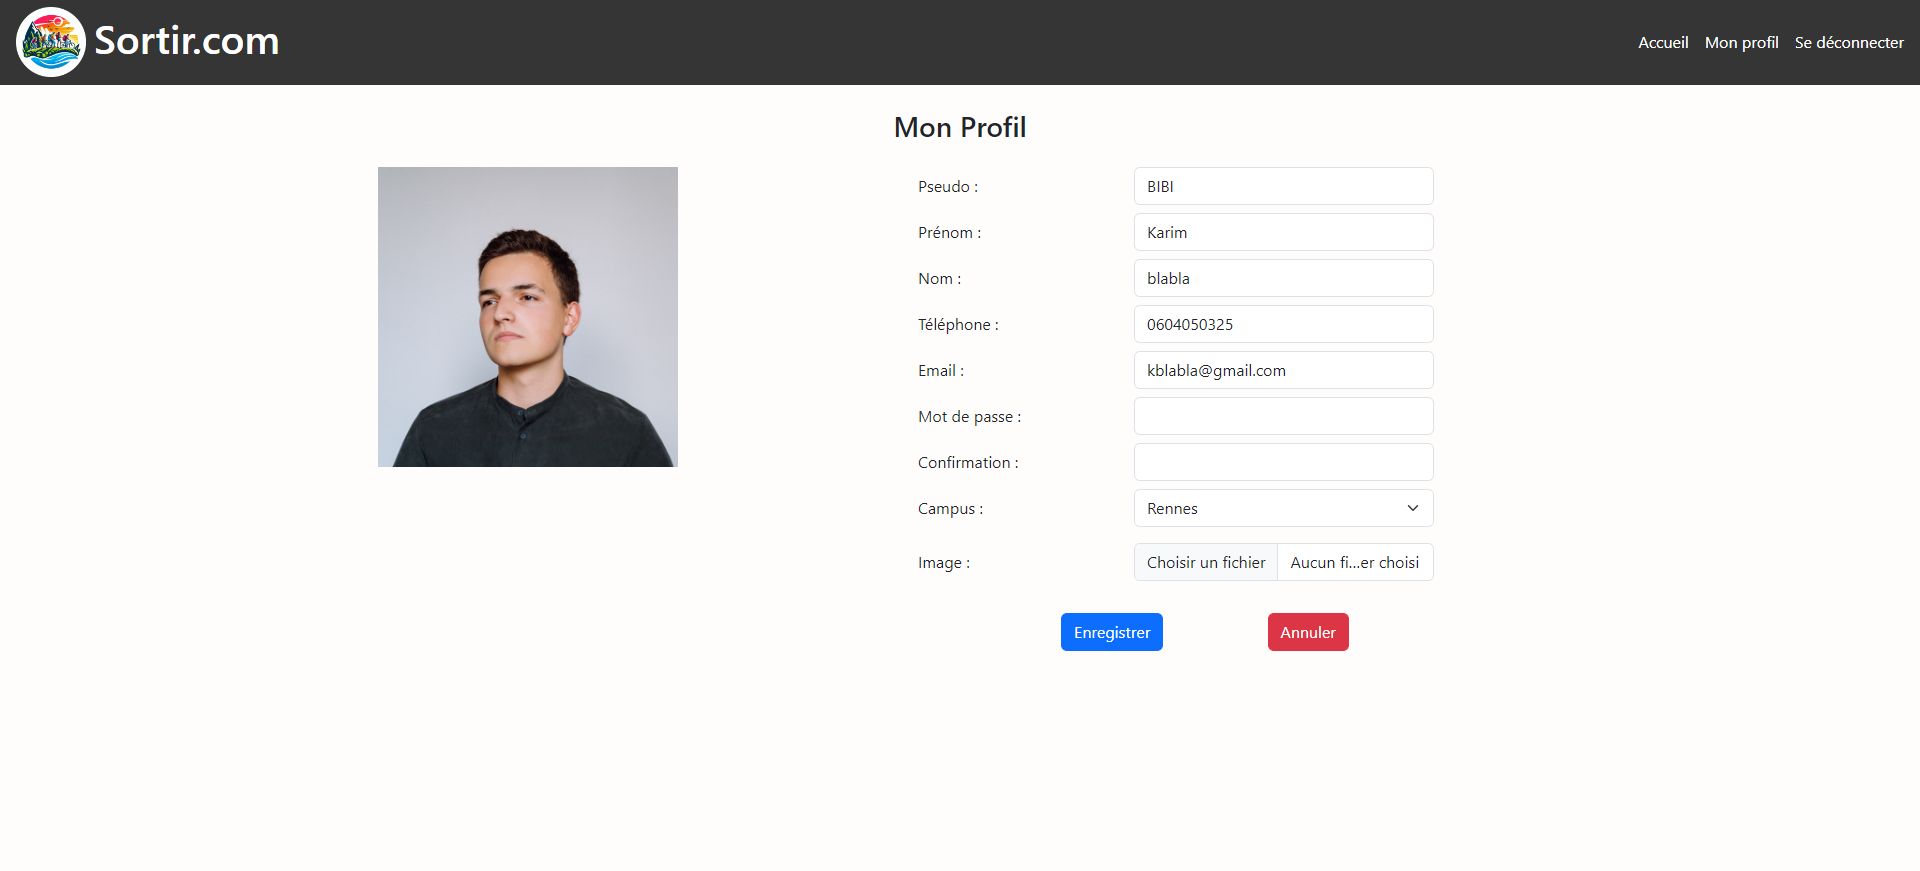 Sortir.com
Accueil Mon profil Se déconnecter
Mon Profil
Pseudo : BIBI
Prénom : Karim
Nom : blabla
Téléphone : 0604050325
Email : kblabla@gmail.com
Mot de passe :
Confirmation :
Campus : Rennes
Image : Choisir un fichier Aucun fi...er choisi
Enregistrer Annuler